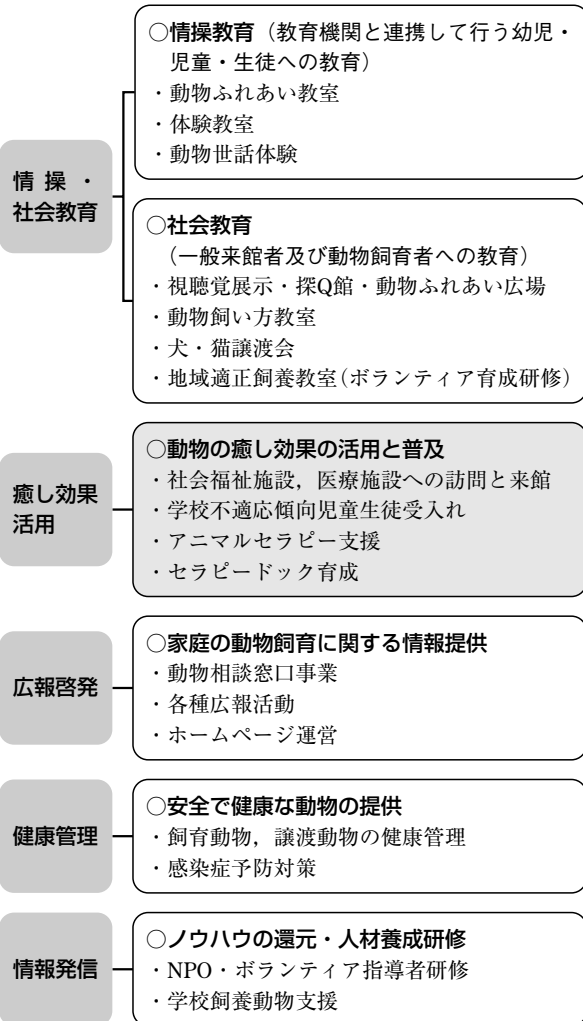 情操・
社会教育
○情操教育（教育機関と連携して行う幼児・
児童・生徒への教育）
・動物ふれあい教室
・体験教室
・動物世話体験
○社会教育
（一般来館者及び動物飼育者への教育）
・視聴覚展示・探Q館・動物ふれあい広場
・動物飼い方教室
・犬・猫譲渡会
・地域適正飼養教室（ボランティア育成研修）
癒し効果
活用
○動物の癒し効果の活用と普及
・社会福祉施設，医療施設への訪問と来館
・学校不適応傾向児童生徒受入れ
・アニマルセラピー支援
・セラピードック育成
広報啓発
○家庭の動物飼育に関する情報提供
・動物相談窓口事業
・各種広報活動
・ホームページ運営
健康管理
○安全で健康な動物の提供
・飼育動物，譲渡動物の健康管理
・感染症予防対策
情報発信
○ノウハウの還元・人材養成研修
・NPO・ボランティア指導者研修
・学校飼養動物支援